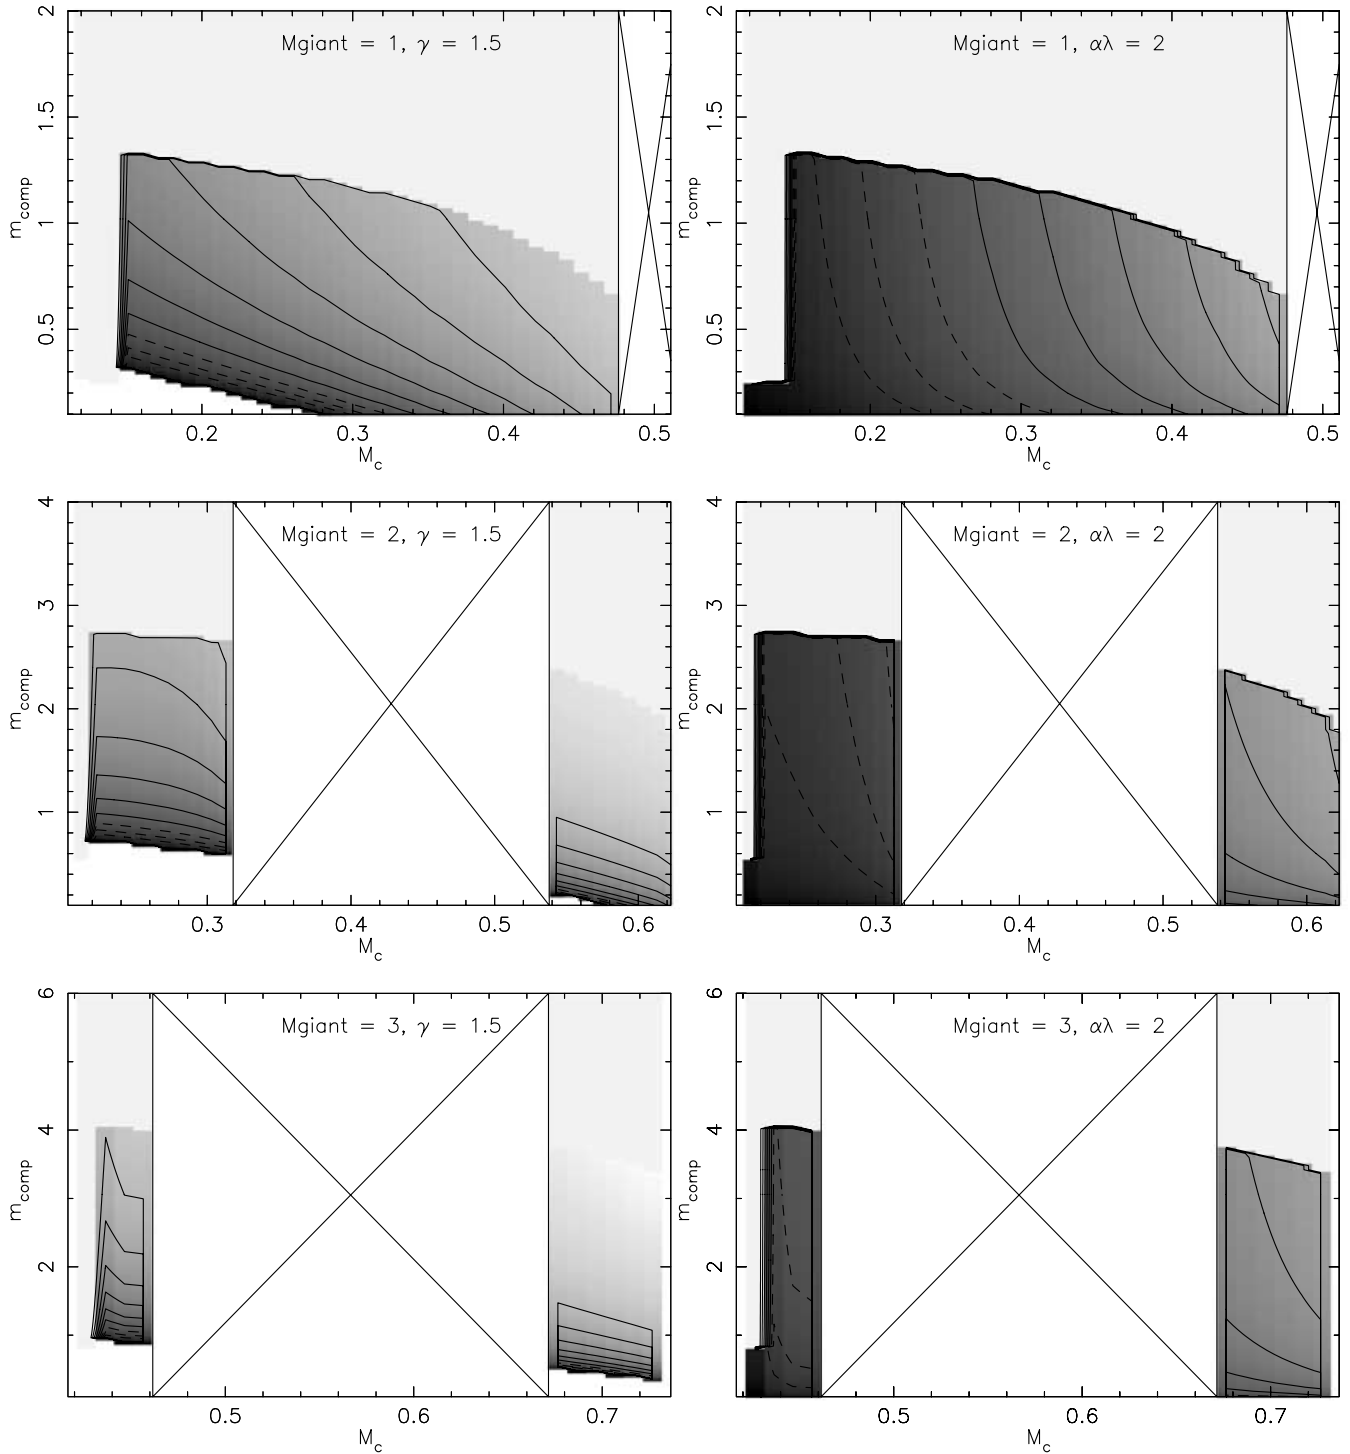 Mgiant = 1, γ = 1.5
2
1.5
1
0.5
m_comp
0.2
0.3
0.4
0.5
M_c
Mgiant = 1, αλ = 2
2
1.5
1
0.5
m_comp
0.2
0.3
0.4
0.5
M_c
Mgiant = 2, γ = 1.5
4
3
2
1
m_comp
0.3
0.4
0.5
0.6
M_c
Mgiant = 2, αλ = 2
4
3
2
1
m_comp
0.3
0.4
0.5
0.6
M_c
Mgiant = 3, γ = 1.5
6
4
2
m_comp
0.5
0.6
0.7
M_c
Mgiant = 3, αλ = 2
6
4
2
m_comp
0.5
0.6
0.7
M_c